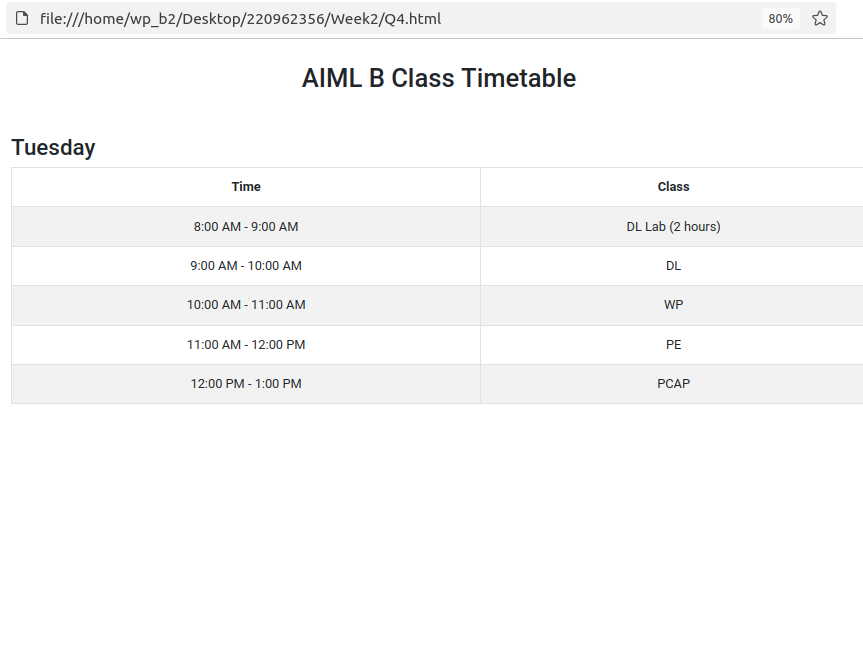 file:///home/wp_b2/Desktop/220962356/Week2/Q4.html 80%
AIML B Class Timetable
Tuesday
Time Class
8:00 AM - 9:00 AM DL Lab (2 hours)
9:00 AM - 10:00 AM DL
10:00 AM - 11:00 AM WP
11:00 AM - 12:00 PM PE
12:00 PM - 1:00 PM PCAP